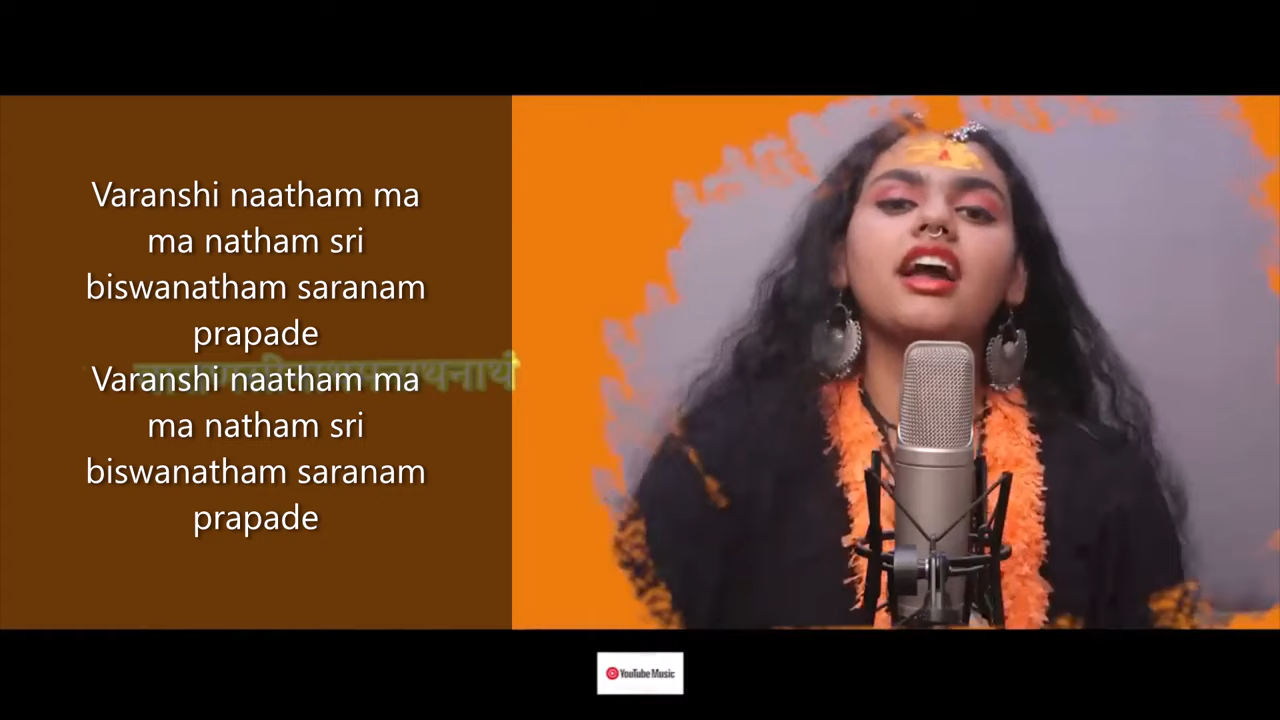 Varanshi naatham ma
ma natham sri
biswanatham saranam
prapade
Varanshi naatham ma
ma natham sri
biswanatham saranam
prapade
YouTube Music